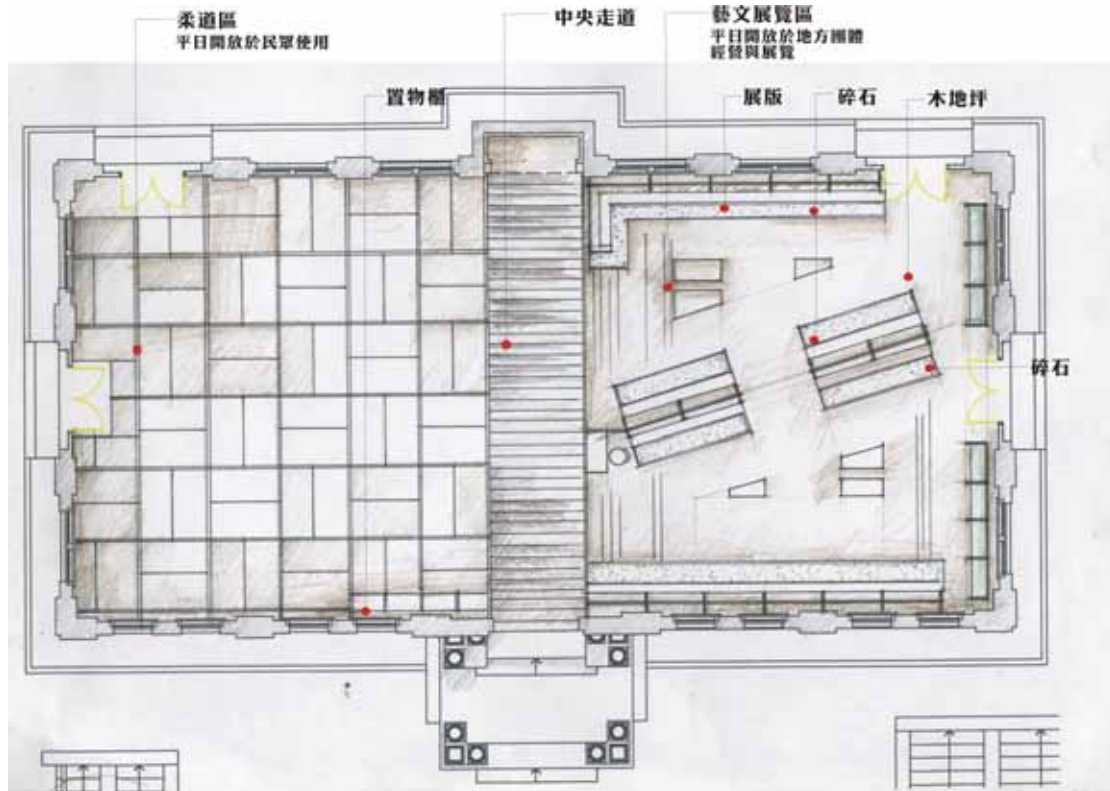 柔道區
平日開放於民眾使用
中央走道
藝文展覽區
平日開放於地方團體
經營與展覽
置物櫃
展版
碎石
木地坪
碎石